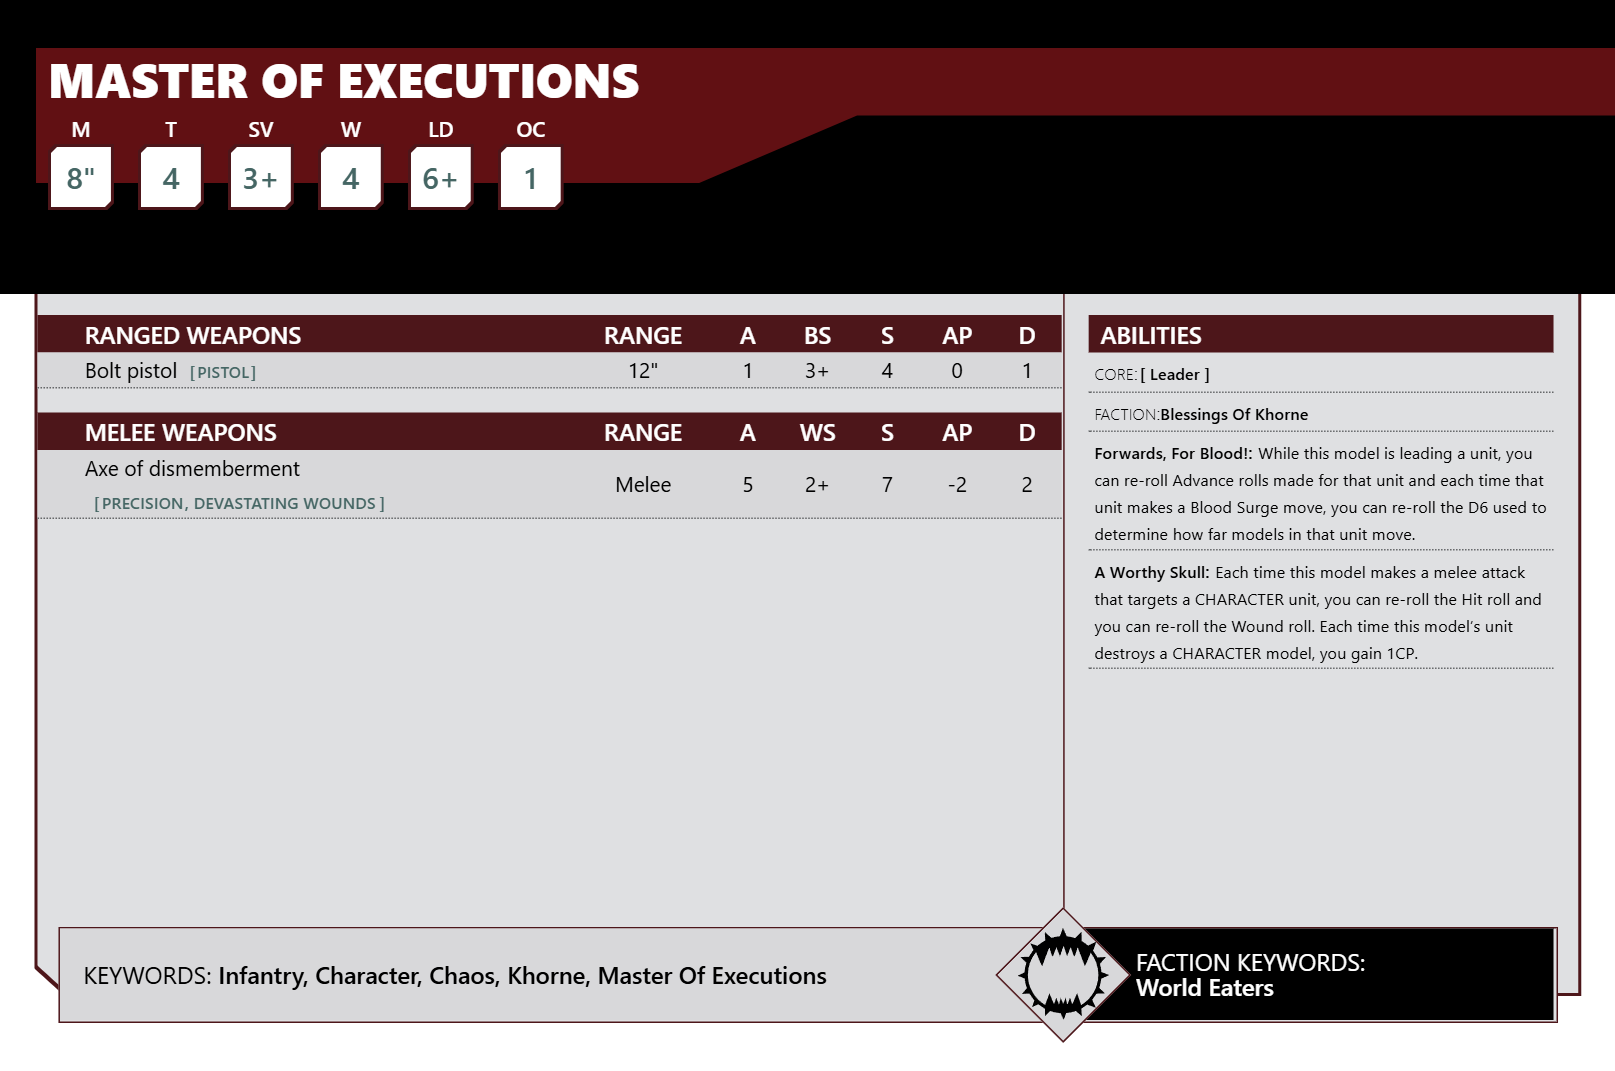 MASTER OF EXECUTIONS
M T SV W LD OC
8" 4 3+ 4 6+ 1
RANGED WEAPONS RANGE A BS S AP D
Bolt pistol [PISTOL] 12" 1 3+ 4 0 1
MELEE WEAPONS RANGE A WS S AP D
Axe of dismemberment
[PRECISION, DEVASTATING WOUNDS ] Melee 5 2+ 7 -2 2
ABILITIES
CORE: [ Leader ]
FACTION:Blessings Of Khorne
Forwards, For Blood!: While this model is leading a unit, you
can re-roll Advance rolls made for that unit and each time that
unit makes a Blood Surge move, you can re-roll the D6 used to
determine how far models in that unit move.
A Worthy Skull: Each time this model makes a melee attack
that targets a CHARACTER unit, you can re-roll the Hit roll and
you can re-roll the Wound roll. Each time this model's unit
destroys a CHARACTER model, you gain 1CP.
KEYWORDS: Infantry, Character, Chaos, Khorne, Master Of Executions
FACTION KEYWORDS:
World Eaters